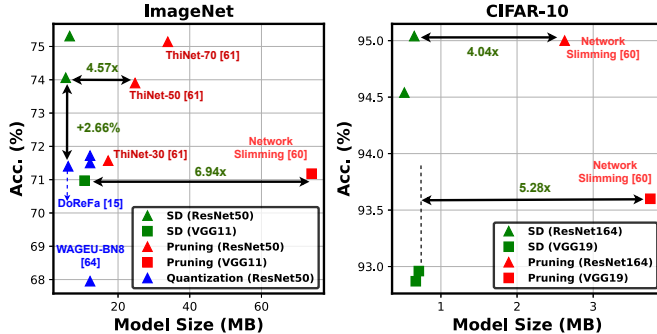 ImageNet
75
74
73
72
71
70
69
68
Acc. (%)
20
40
60
Model Size (MB)
ThiNet-70 [61]
4.57x
ThiNet-50 [61]
+2.66%
ThiNet-30 [61]
Network
Slimming [60]
6.94x
DoReFa [15]
WAGEU-BN8
[64]
SD (ResNet50)
SD (VGG11)
Pruning (ResNet50)
Pruning (VGG11)
Quantization (ResNet50)
CIFAR-10
95.0
94.5
94.0
93.5
93.0
Acc. (%)
1
2
3
Model Size (MB)
4.04x
Network
Slimming [60]
Network
Slimming [60]
5.28x
SD (ResNet164)
SD (VGG19)
Pruning (ResNet164)
Pruning (VGG19)